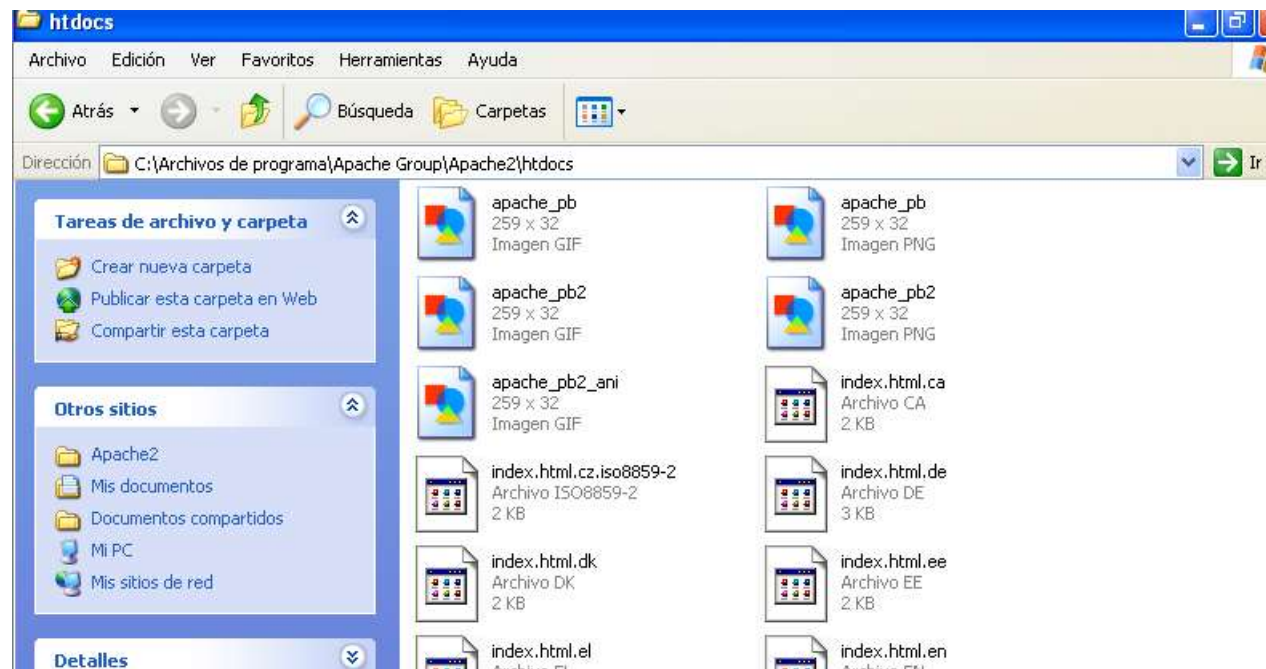 htdocs
Archivo Edición Ver Favoritos Herramientas Ayuda
Atrás Búsqueda Carpetas
Dirección C:\Archivos de programa\Apache Group\Apache2\htdocs Ir
Tareas de archivo y carpeta
Crear nueva carpeta
Publicar esta carpeta en Web
Compartir esta carpeta
Otros sitios
Apache2
Mis documentos
Documentos compartidos
Mi PC
Mis sitios de red
Detalles
apache_pb
259 x 32
Imagen GIF
apache_pb
259 x 32
Imagen PNG
apache_pb2
259 x 32
Imagen GIF
apache_pb2
259 x 32
Imagen PNG
apache_pb2_ani
259 x 32
Imagen GIF
index.html.ca
Archivo CA
2 KB
index.html.cz.iso8859-2
Archivo ISO8859-2
2 KB
index.html.de
Archivo DE
3 KB
index.html.dk
Archivo DK
2 KB
index.html.ee
Archivo EE
2 KB
index.html.el
Archivo EL
index.html.en
Archivo EN